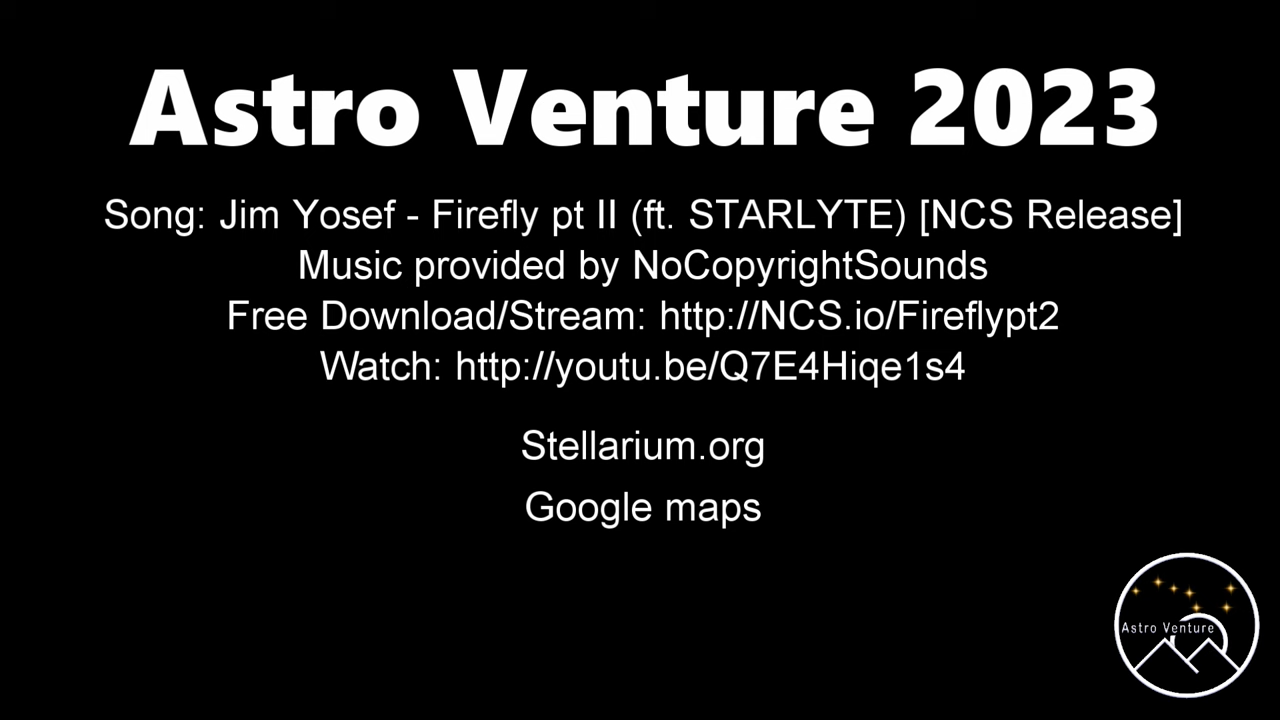 Astro Venture 2023
Song: Jim Yosef - Firefly pt II (ft. STARLYTE) [NCS Release]
Music provided by NoCopyrightSounds
Free Download/Stream: http://NCS.io/Fireflypt2
Watch: http://youtu.be/Q7E4Hiqe1s4
Stellarium.org
Google maps
Astro Venture